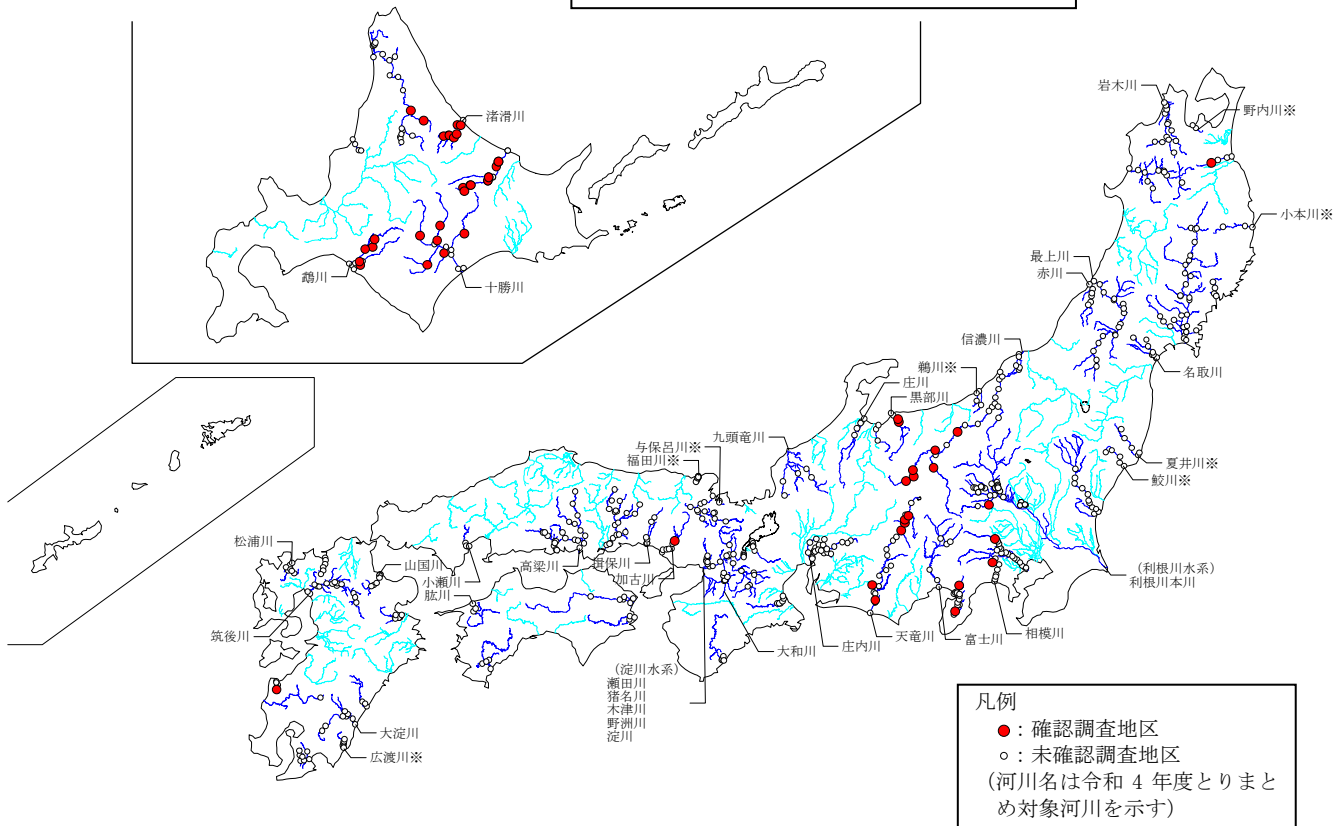 渚滑川
鵡川
十勝川
岩木川
野内川※
小本川※
最上川
赤川
信濃川
鵜川※
名取川
庄川
黒部川
九頭竜川
与保呂川※
福田川※
夏井川※
鮫川※
松浦川
山国川
小瀬川
肱川
高梁川
揖保川
加古川
(利根川水系)
利根川本川
筑後川
天竜川
富士川
相模川
庄内川
大和川
(淀川水系)
瀬田川
猪名川
木津川
野洲川
淀川
大淀川
広渡川※
凡例
●：確認調査地区
○：未確認調査地区
(河川名は令和 4 年度とりまと
め対象河川を示す)